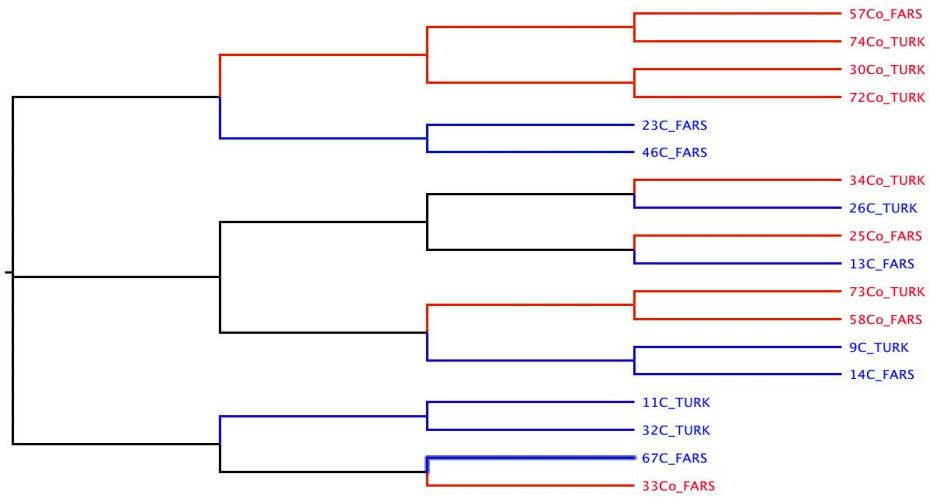 57Co_FARS
74Co_TURK
30Co_TURK
72Co_TURK
23C_FARS
46C_FARS
34Co_TURK
26C_TURK
25Co_FARS
13C_FARS
73Co_TURK
58Co_FARS
9C_TURK
14C_FARS
11C_TURK
32C_TURK
67C_FARS
33Co_FARS